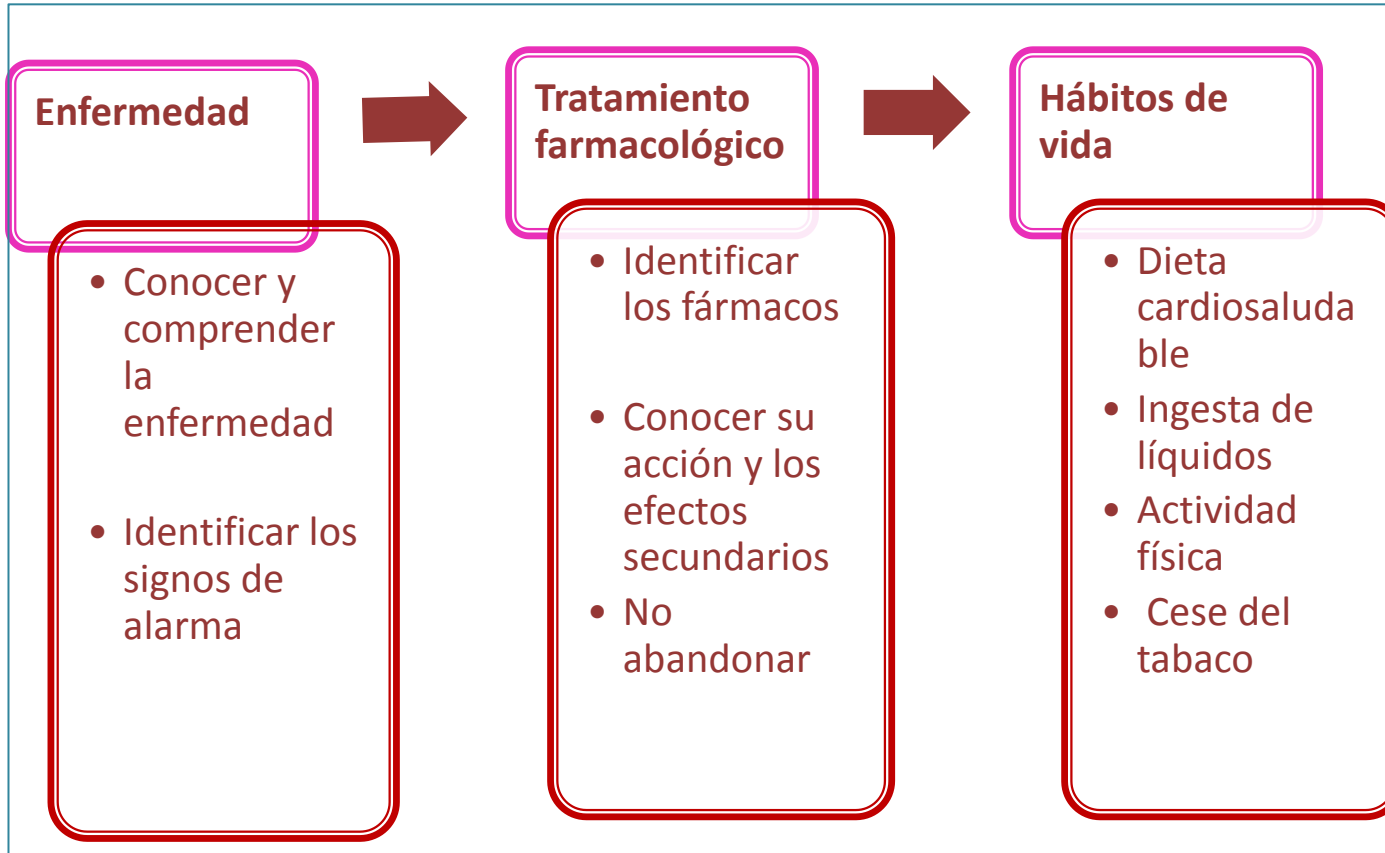 Enfermedad
• Conocer y
comprender
la
enfermedad
• Identificar los
signos de
alarma
Tratamiento
farmacológico
• Identificar
los fármacos
• Conocer su
acción y los
efectos
secundarios
• No
abandonar
Hábitos de
vida
• Dieta
cardiosaluda
ble
• Ingesta de
líquidos
• Actividad
física
• Cese del
tabaco